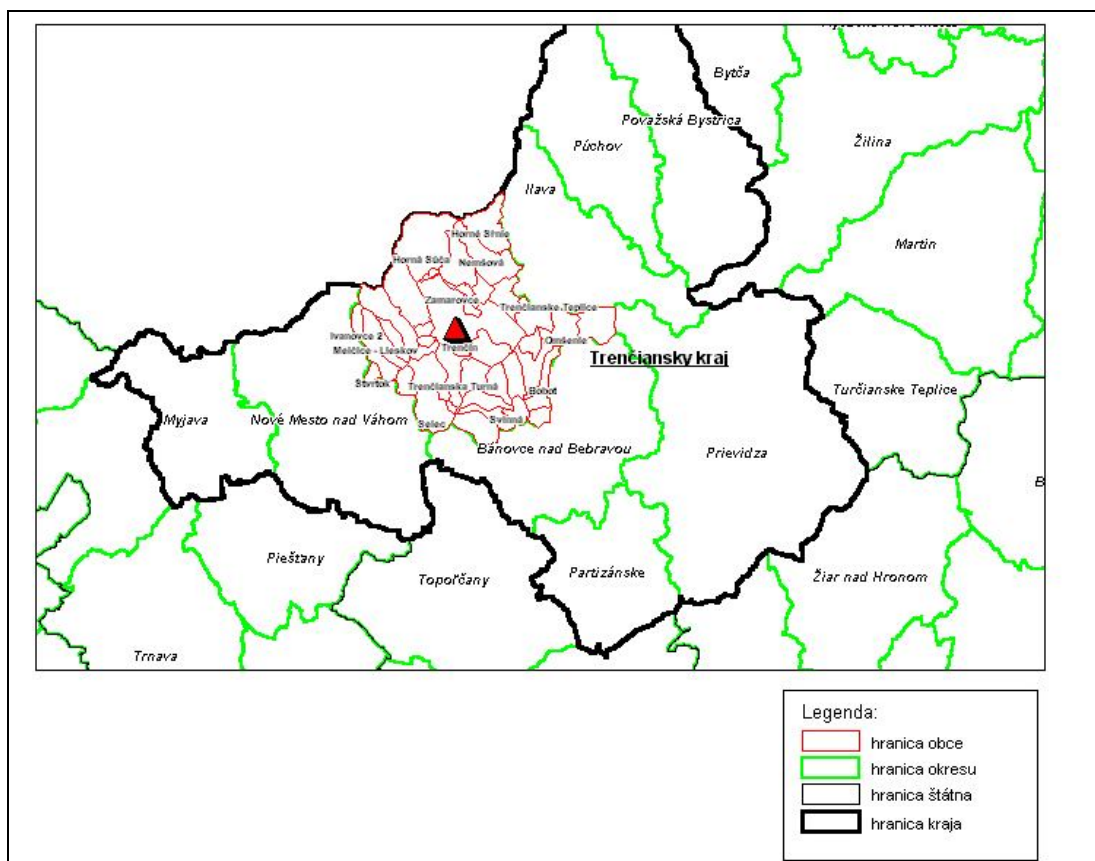 Bytča
Považská Bystrica
Púchov
Žilina
Ilava
Martin
Horné Sŕnie
Horná Súča
Nemšová
Zamarovce
Trenčianske Teplice
Ivanovce 2
Omšenie
Melčice - Lieskov
Trenčín
Trenčiansky kraj
Štvrtok
Trenčianska Turná
Bobot
Turčianske Teplice
Myjava
Nové Mesto nad Váhom
Selec
Svinná
Bánovce nad Bebravou
Prievidza
B
Piešťany
Topoľčany
Partizánske
Žiar nad Hronom
Trnava
Legenda:
hranica obce
hranica okresu
hranica štátna
hranica kraja